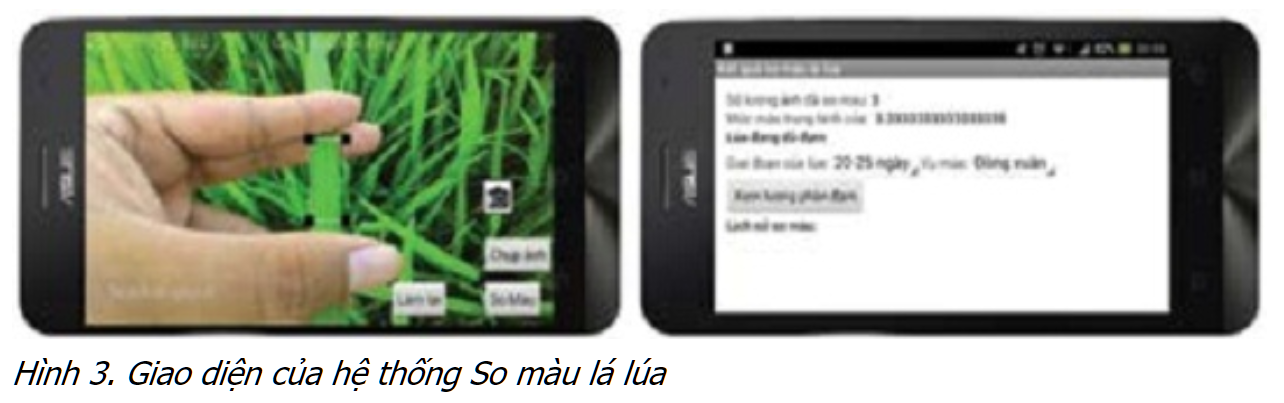 ASUS
Chụp ảnh
Làm lại
So Màu
ASUS
Kết quả so màu lá lúa
Số lượng ảnh đã so màu: 3
Mức màu trung bình của:
Lúa đang đủ đạm
Giai đoạn của lúa: 20-25 ngày Vụ mùa: Đông xuân
Xem lượng phân đạm
Lịch sử so màu:
Hình 3. Giao diện của hệ thống So màu lá lúa